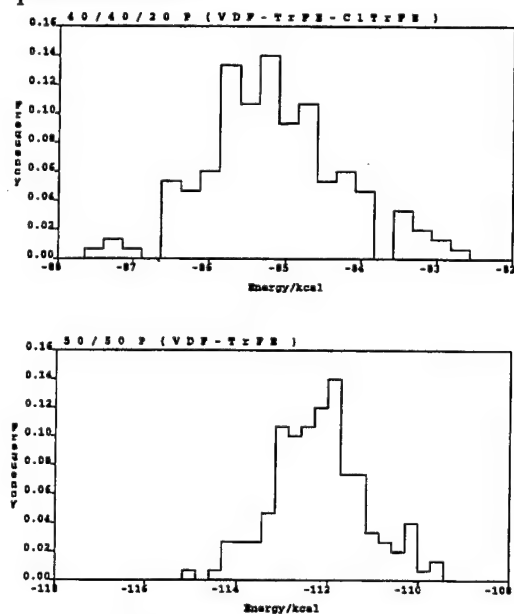 40/40/20 P (VDF-TrFE-ClTrFE)
0.16
0.14
0.12
0.10
0.08
0.06
0.04
0.02
0.00
Frequency
-88 -87 -86 -85 -84 -83 -82
Energy/kcal
50/50 P (VDF-TrFE)
0.16
0.14
0.12
0.10
0.08
0.06
0.04
0.02
0.00
Frequency
-118 -116 -114 -112 -110 -108
Energy/kcal